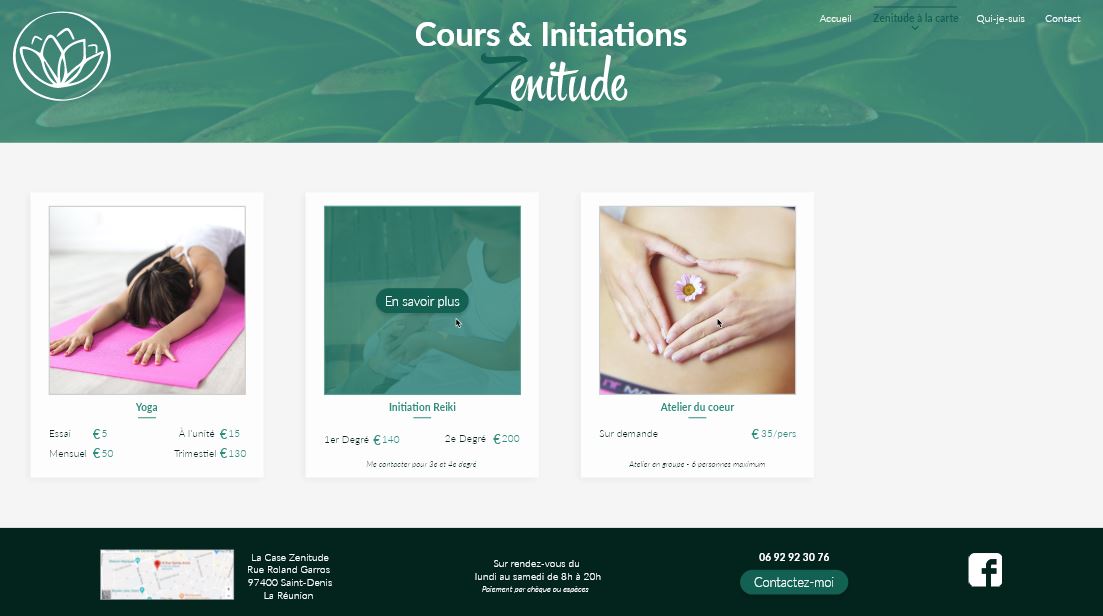 Accueil Zenitude à la carte Qui-je-suis Contact
Cours & Initiations
Zenitude
En savoir plus
Yoga
Essai €5 À l'unité €15
Mensuel €50 Trimestiel €130
Initiation Reiki
1er Degré €140 2e Degré €200
Me contacter pour 3e et 4e degré
Atelier du coeur
Sur demande €35/pers
Atelier en groupe - 6 personnes maximum
La Case Zenitude
Rue Roland Garros
97400 Saint-Denis
La Réunion
Sur rendez-vous du
lundi au samedi de 8h à 20h
Paiement par chèque ou espèces
06 92 92 30 76
Contactez-moi